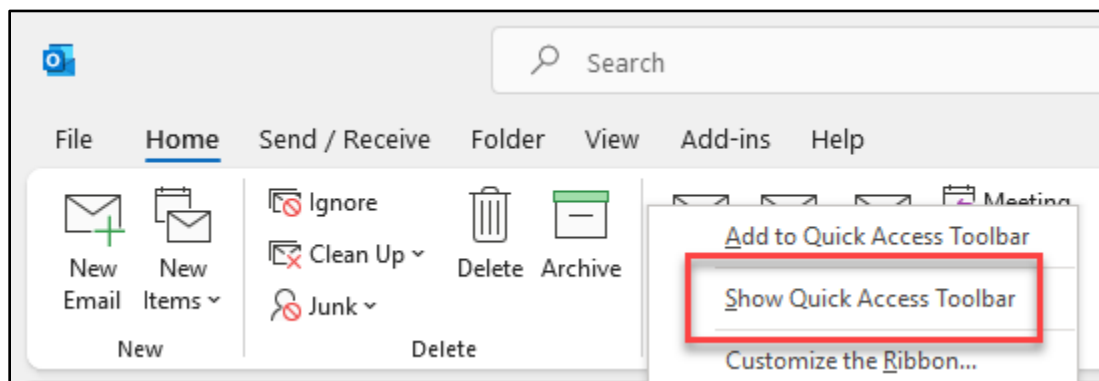 Search
File Home Send / Receive Folder View Add-ins Help
New Email
New Items
Ignore
Clean Up
Junk
Delete
Archive
Meeting
New
Delete
Add to Quick Access Toolbar
Show Quick Access Toolbar
Customize the Ribbon...